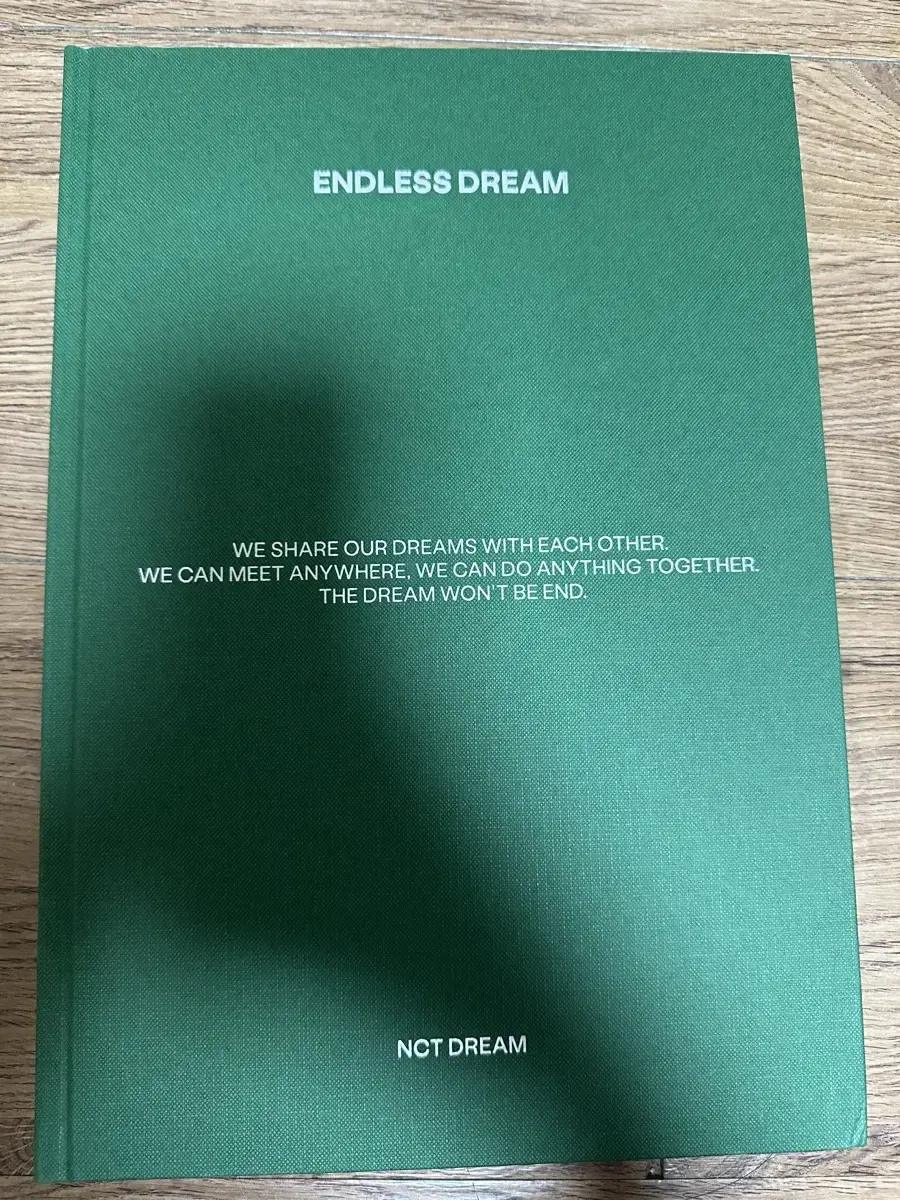 ENDLESS DREAM
WE SHARE OUR DREAMS WITH EACH OTHER.
WE CAN MEET ANYWHERE, WE CAN DO ANYTHING TOGETHER.
THE DREAM WON'T BE END.
NCT DREAM